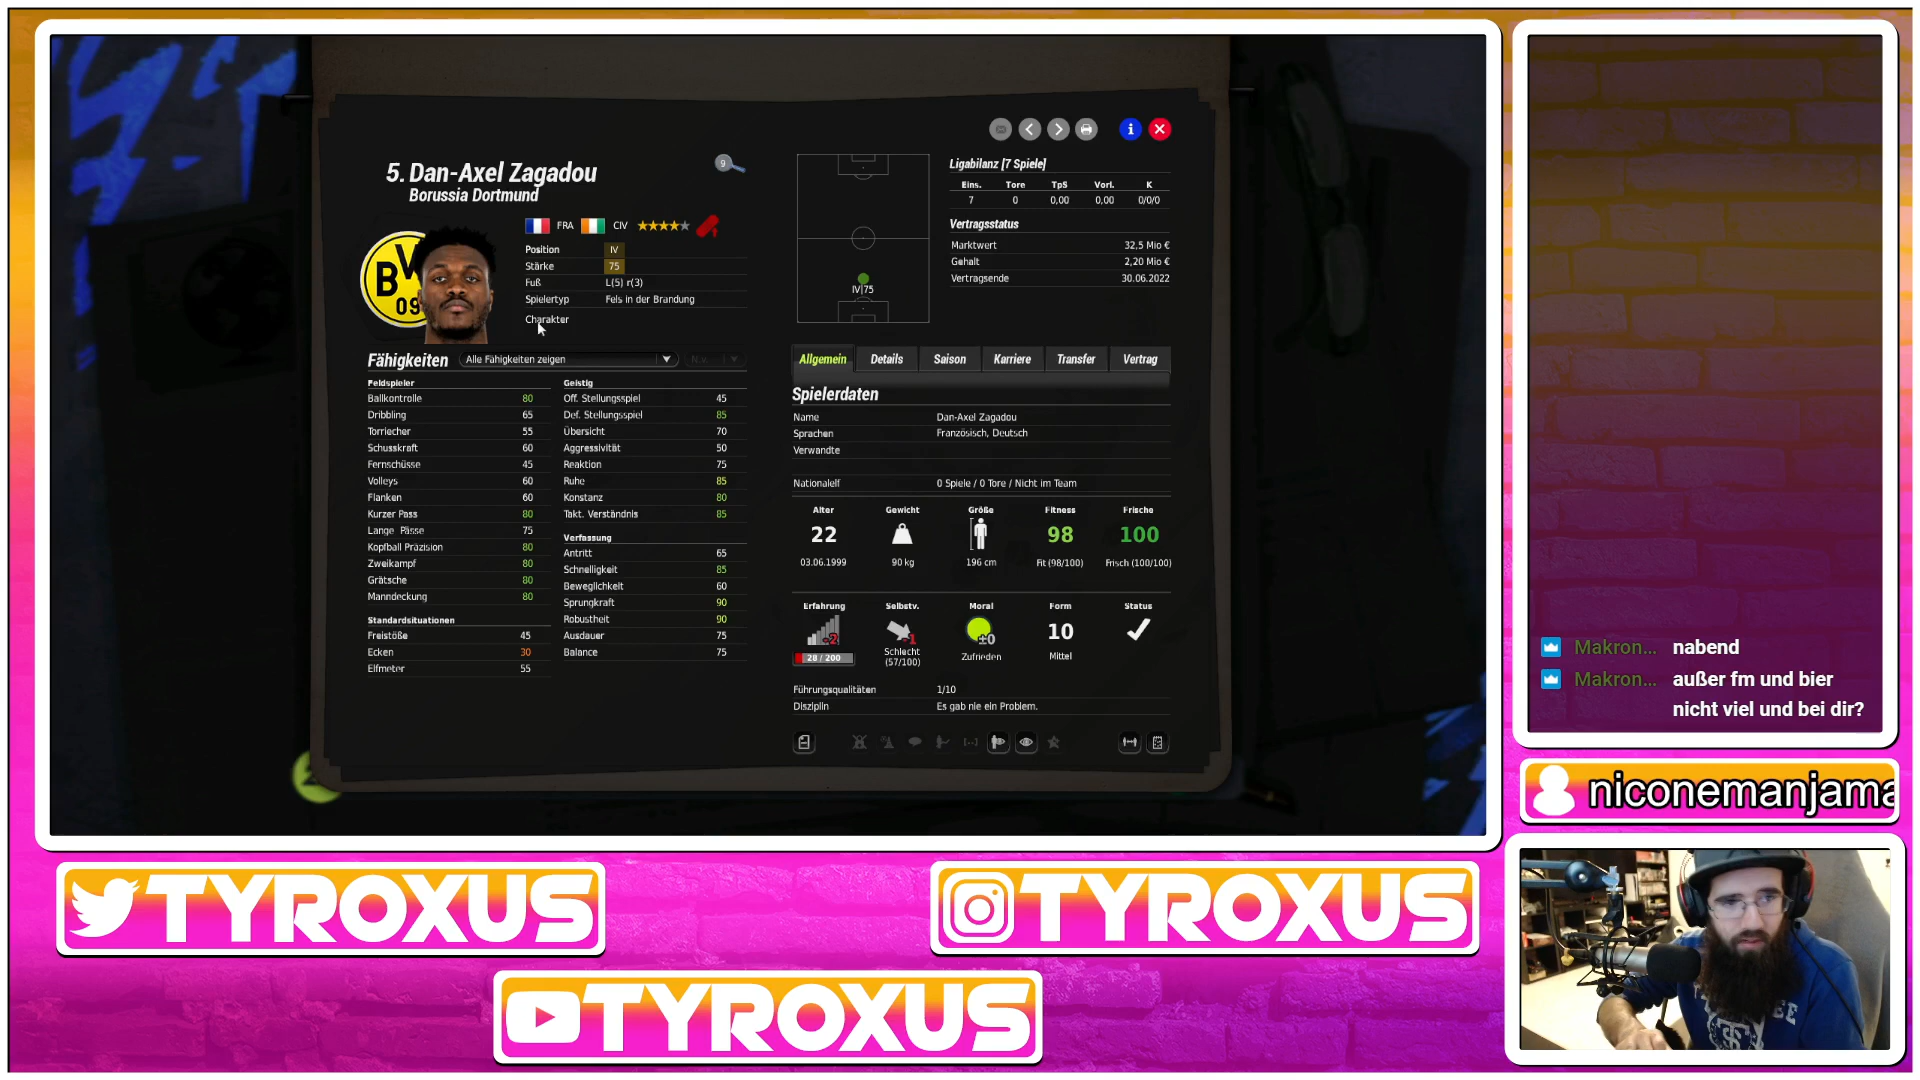 5. Dan-Axel Zagadou
Borussia Dortmund
9
FRA CIV
BV
09
Position IV
Stärke 75
Fuß L(5) r(3)
Spielertyp Fels in der Brandung
Charakter
Fähigkeiten Alle Fähigkeiten zeigen
Feldspieler
Ballkontrolle 80
Dribbling 65
Torriecher 55
Schusskraft 60
Fernschüsse 45
Volleys 60
Flanken 60
Kurzer Pass 80
Lange Pässe 75
Kopfball Präzision 80
Zweikampf 80
Grätsche 80
Manndeckung 80
Standardsituationen
Freistöße 45
Ecken 30
Elfmeter 55
Geistig
Off. Stellungsspiel 45
Def. Stellungsspiel 85
Übersicht 70
Aggressivität 50
Reaktion 75
Ruhe 85
Konstanz 80
Takt. Verständnis 85
Verfassung
Antritt 65
Schnelligkeit 85
Beweglichkeit 60
Sprungkraft 90
Robustheit 90
Ausdauer 75
Balance 75
IV|75
Ligabilanz [7 Spiele]
Eins. Tore TpS Vorl. K
7 0 0,00 0,00 0/0/0
Vertragsstatus
Marktwert 32,5 Mio €
Gehalt 2,20 Mio €
Vertragsende 30.06.2022
Allgemein Details Saison Karriere Transfer Vertrag
Spielerdaten
Name Dan-Axel Zagadou
Sprachen Französisch, Deutsch
Verwandte
Nationalelf 0 Spiele / 0 Tore / Nicht im Team
Alter Gewicht Größe Fitness Frische
22 98 100
03.06.1999 90 kg 196 cm Fit (98/100) Frisch (100/100)
Erfahrung Selbstv. Moral Form Status
-2 -1 ±0 10
28 / 200 Schlecht Zufrieden Mittel
(57/100)
Führungsqualitäten 1/10
Disziplin Es gab nie ein Problem.
Makron... nabend
Makron... außer fm und bier
nicht viel und bei dir?
niconemanjama
TYROXUS
TYROXUS
TYROXUS